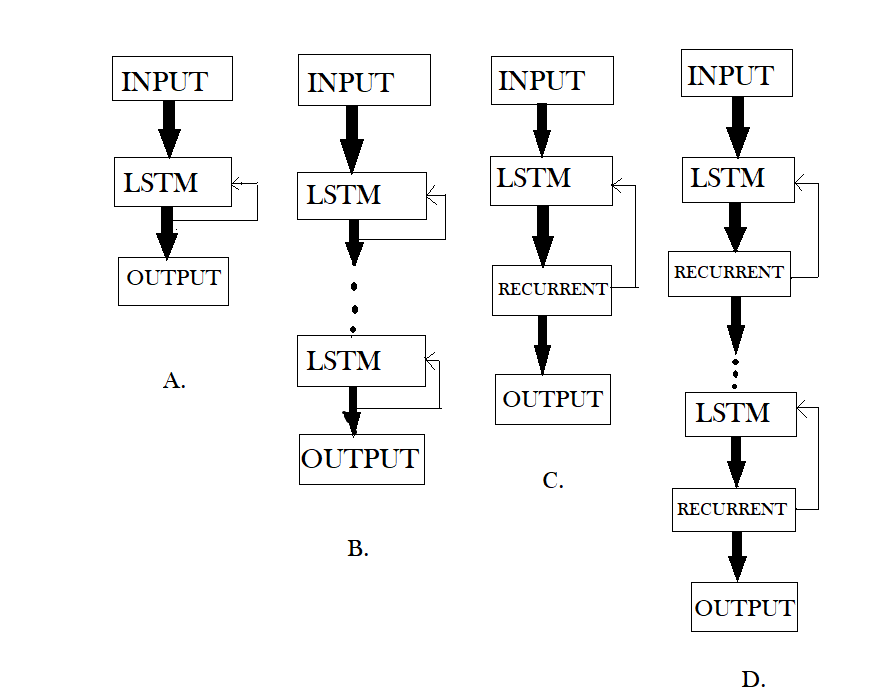 INPUT
LSTM
OUTPUT
A.
INPUT
LSTM
LSTM
OUTPUT
B.
INPUT
LSTM
RECURRENT
OUTPUT
C.
INPUT
LSTM
RECURRENT
LSTM
RECURRENT
OUTPUT
D.